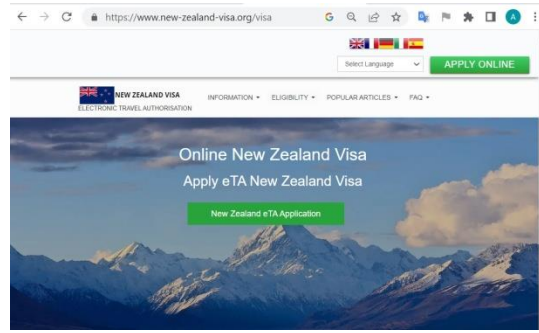 https://www.new-zealand-visa.org/visa
Select Language
APPLY ONLINE
NEW ZEALAND VISA
ELECTRONIC TRAVEL AUTHORISATION
INFORMATION
ELIGIBILITY
POPULAR ARTICLES
FAQ
Online New Zealand Visa
Apply eTA New Zealand Visa
New Zealand eTA Application